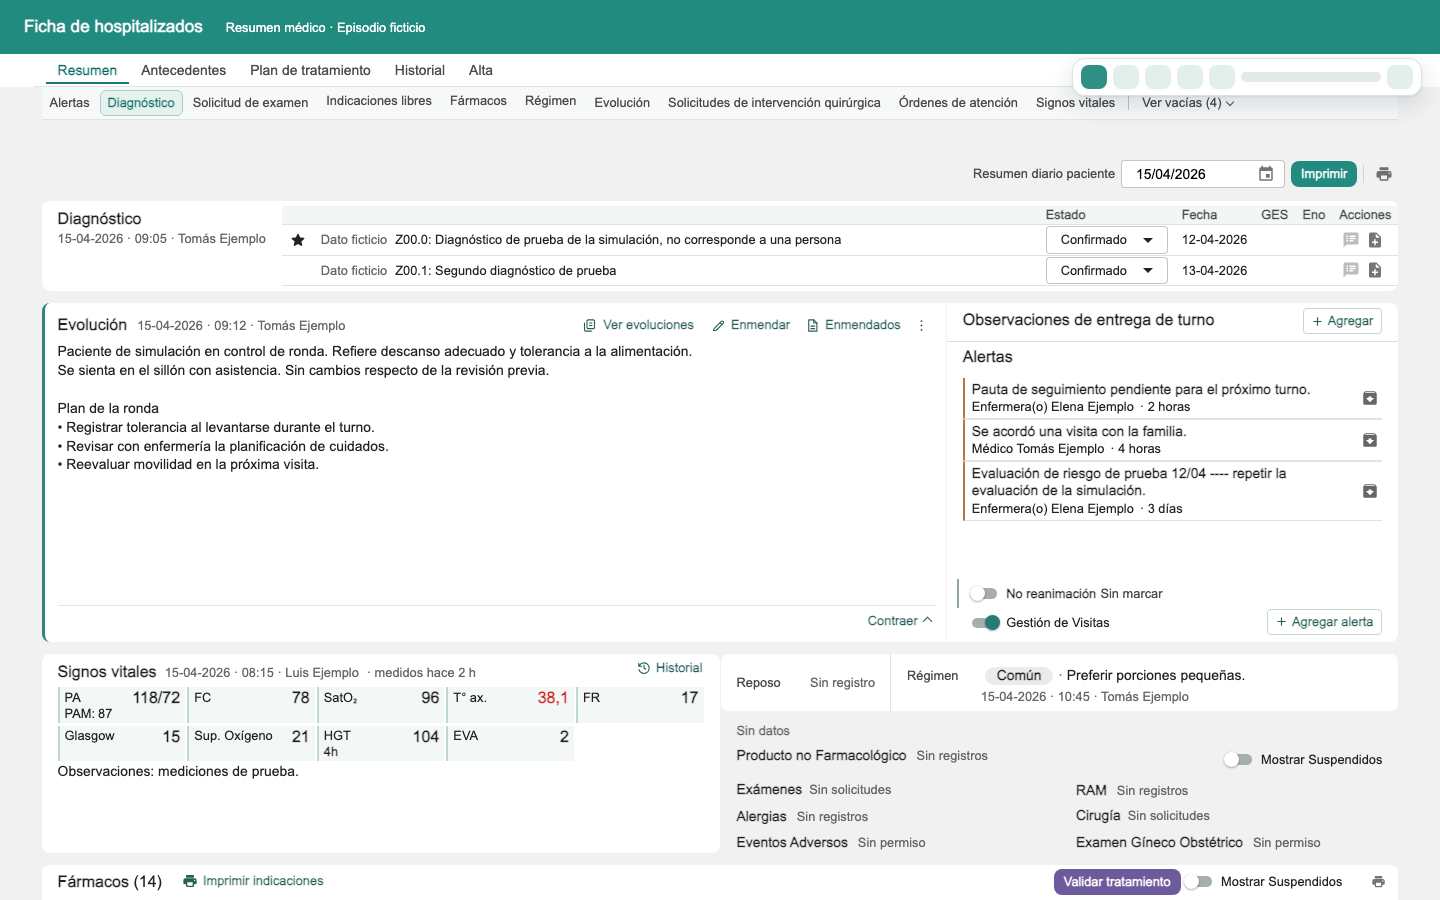 Ficha de hospitalizados Resumen médico · Episodio ficticio
Resumen Antecedentes Plan de tratamiento Historial Alta
Alertas Diagnóstico Solicitud de examen Indicaciones libres Fármacos Régimen Evolución Solicitudes de intervención quirúrgica Órdenes de atención Signos vitales Ver vacías (4)
Resumen diario paciente 15/04/2026 Imprimir
Diagnóstico
15-04-2026 · 09:05 · Tomás Ejemplo
Estado Fecha GES Eno Acciones
Dato ficticio Z00.0: Diagnóstico de prueba de la simulación, no corresponde a una persona Confirmado 12-04-2026
Dato ficticio Z00.1: Segundo diagnóstico de prueba Confirmado 13-04-2026
Evolución 15-04-2026 · 09:12 · Tomás Ejemplo Ver evoluciones Enmendar Enmendados
Paciente de simulación en control de ronda. Refiere descanso adecuado y tolerancia a la alimentación.
Se sienta en el sillón con asistencia. Sin cambios respecto de la revisión previa.
Plan de la ronda
• Registrar tolerancia al levantarse durante el turno.
• Revisar con enfermería la planificación de cuidados.
• Reevaluar movilidad en la próxima visita.
Contraer
Observaciones de entrega de turno + Agregar
Alertas
Pauta de seguimiento pendiente para el próximo turno.
Enfermera(o) Elena Ejemplo · 2 horas
Se acordó una visita con la familia.
Médico Tomás Ejemplo · 4 horas
Evaluación de riesgo de prueba 12/04 ---- repetir la
evaluación de la simulación.
Enfermera(o) Elena Ejemplo · 3 días
No reanimación Sin marcar
Gestión de Visitas + Agregar alerta
Signos vitales 15-04-2026 · 08:15 · Luis Ejemplo · medidos hace 2 h Historial
PA 118/72 FC 78 SatO₂ 96 T° ax. 38,1 FR 17
PAM: 87
Glasgow 15 Sup. Oxígeno 21 HGT 104 EVA 2
4h
Observaciones: mediciones de prueba.
Reposo Sin registro
Régimen Común · Preferir porciones pequeñas.
15-04-2026 · 10:45 · Tomás Ejemplo
Sin datos
Producto no Farmacológico Sin registros Mostrar Suspendidos
Exámenes Sin solicitudes RAM Sin registros
Alergias Sin registros Cirugía Sin solicitudes
Eventos Adversos Sin permiso Examen Gíneco Obstétrico Sin permiso
Fármacos (14) Imprimir indicaciones Validar tratamiento Mostrar Suspendidos